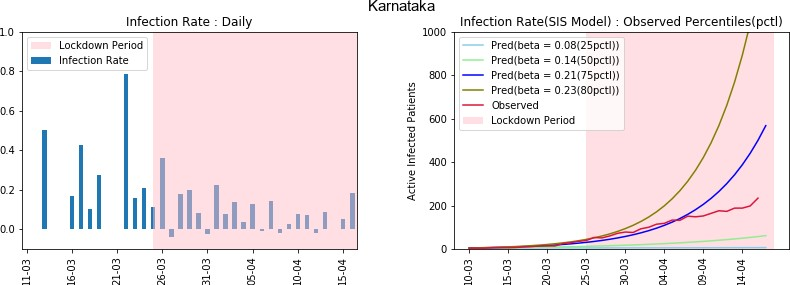 Karnataka
Infection Rate : Daily
Lockdown Period
Infection Rate
1.0
0.8
0.6
0.4
0.2
0.0
11-03
16-03
21-03
26-03
31-03
05-04
10-04
15-04
Infection Rate(SIS Model) : Observed Percentiles(pctl)
Pred(beta = 0.08(25pctl))
Pred(beta = 0.14(50pctl))
Pred(beta = 0.21(75pctl))
Pred(beta = 0.23(80pctl))
Observed
Lockdown Period
Active Infected Patients
1000
800
600
400
200
0
10-03
15-03
20-03
25-03
30-03
04-04
09-04
14-04